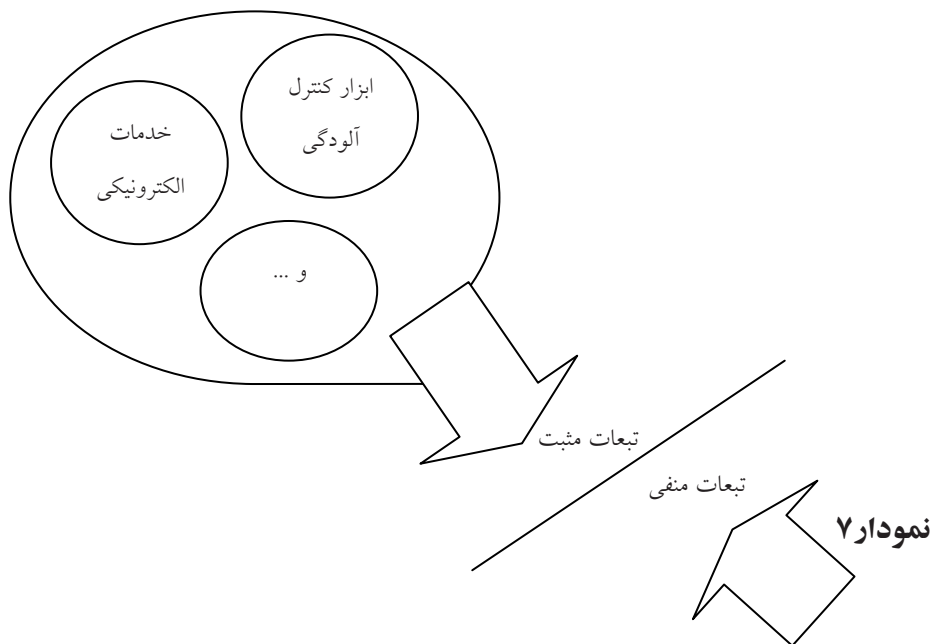 ابزار کنترل
آلودگی
خدمات
الکترونیکی
و ...
تبعات مثبت
تبعات منفی
نمودار۷